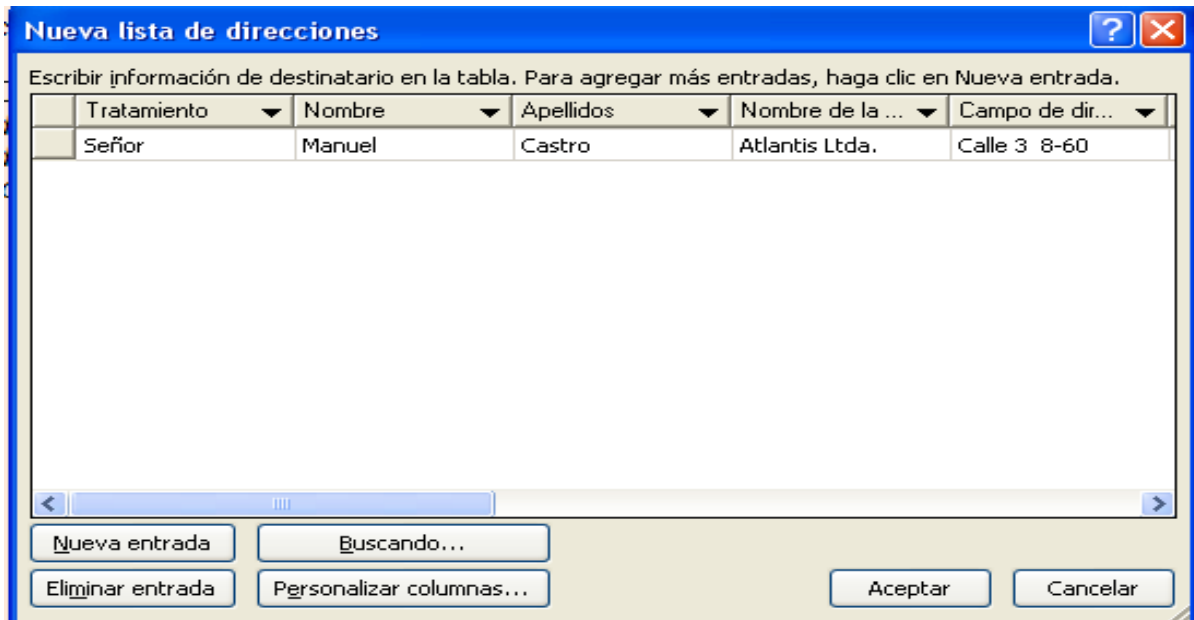 Nueva lista de direcciones
Escribir información de destinatario en la tabla. Para agregar más entradas, haga clic en Nueva entrada.
Tratamiento Nombre Apellidos Nombre de la ... Campo de dir...
Señor Manuel Castro Atlantis Ltda. Calle 3 8-60
Nueva entrada Buscando...
Eliminar entrada Personalizar columnas... Aceptar Cancelar